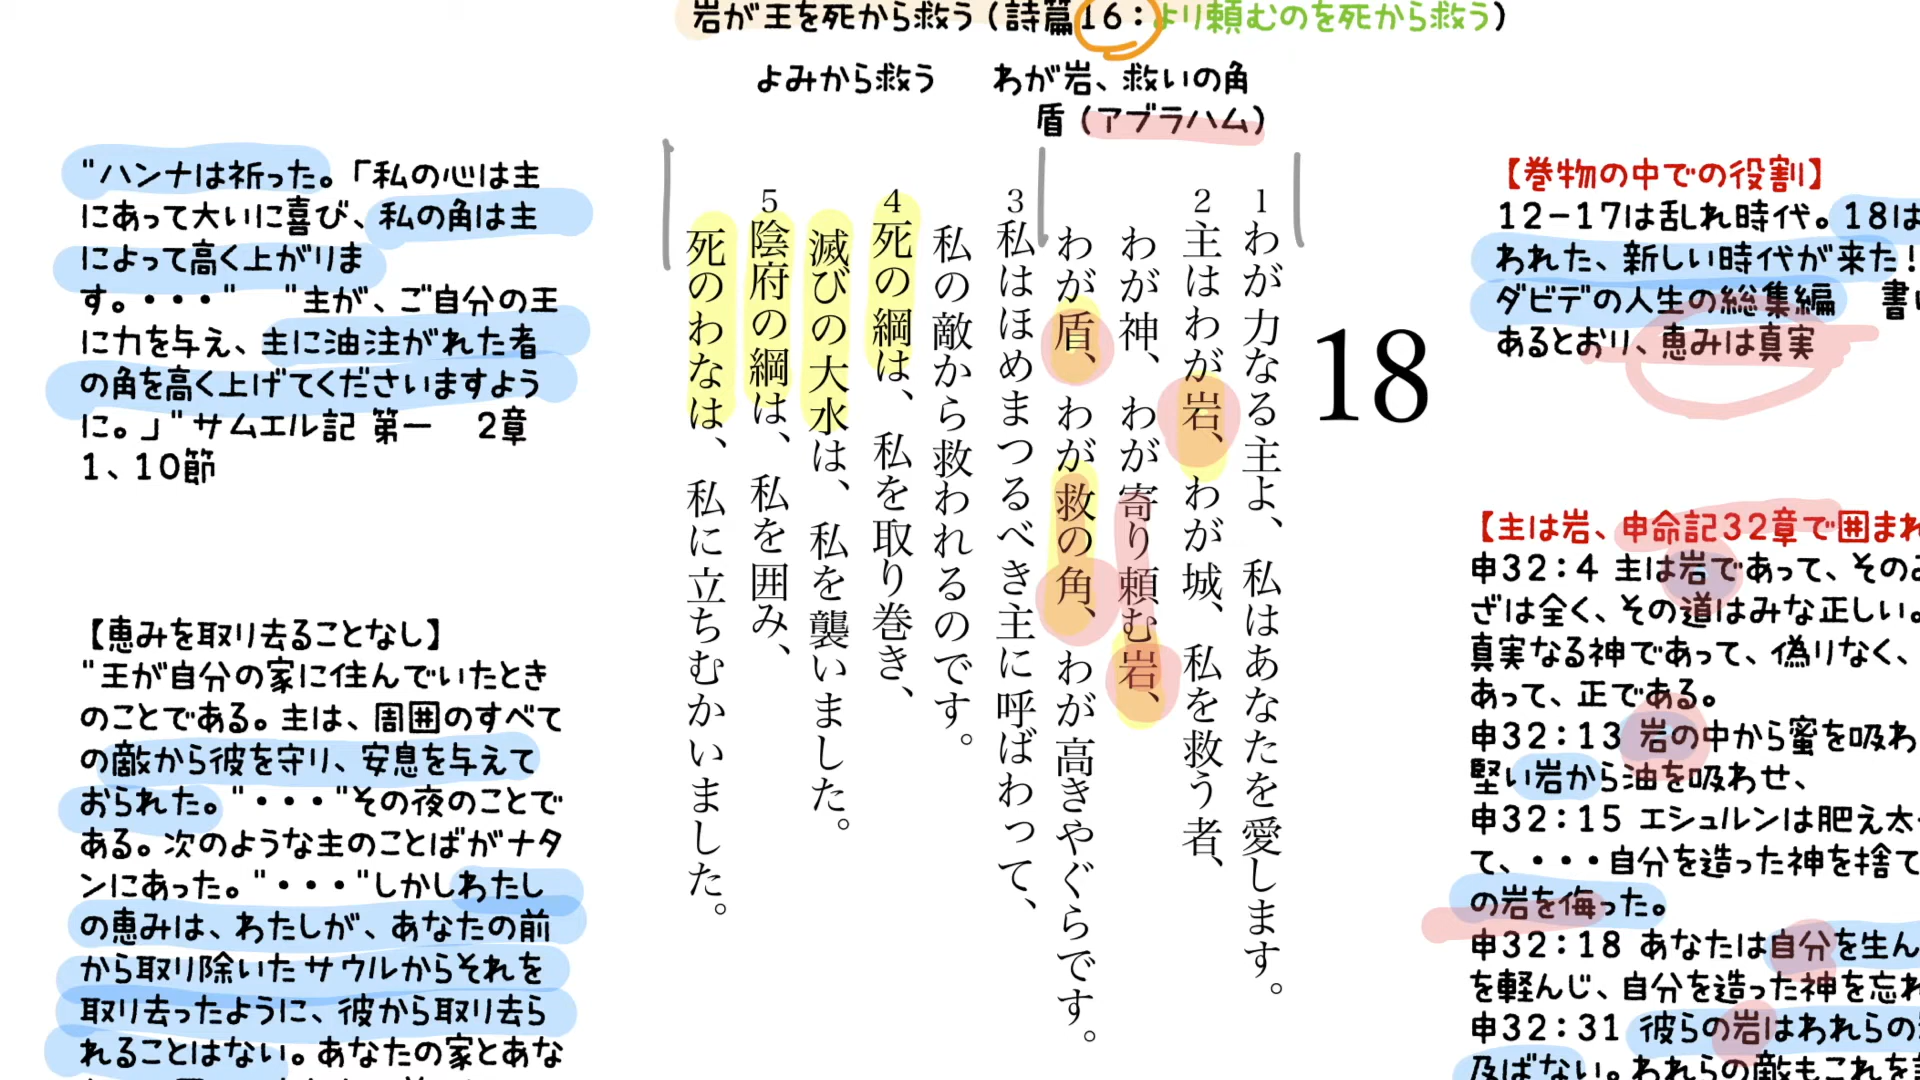 岩が主を死から救う(詩篇16:より頼むのを死から救う)
よみから救う　わが岩、救いの角
盾(アブラハム)
"ハンナは祈った。「私の心は主
にあって大いに喜び、私の角は主
によって高く上がりま
す。・・・"　"主が、ご自分の王
に力を与え、主に油注がれた者
の角を高く上げてくださいますよう
に。」"サムエル記 第一　2章
1、10節
【恵みを取り去ることなし】
"王が自分の家に住んでいたとき
のことである。主は、周囲のすべて
の敵から彼を守り、安息を与えて
おられた。"・・・"その夜のことで
ある。次のような主のことばがナタ
ンにあった。"・・・"しかしわたし
の恵みは、わたしが、あなたの前
から取り除いたサウルからそれを
取り去ったように、彼から取り去ら
れることはない。あなたの家とあな
18
1 わが力なる主よ、私はあなたを愛します。
2 主はわが岩、わが城、私を救う者、
わが神、わが寄り頼む岩、
わが盾、わが救の角、わが高きやぐらです。
3 私はほめまつるべき主に呼ばわって、
私の敵から救われるのです。
4 死の綱は、私を取り巻き、
滅びの大水は、私を襲いました。
5 陰府の綱は、私を囲み、
死のわなは、私に立ちむかいました。
【巻物の中での役割】
12-17は乱れ時代。18は
われた、新しい時代が来た!
ダビデの人生の総集編　書
あるとおり、恵みは真実
【主は岩、申命記32章で囲まれ
申32:4 主は岩であって、その
ざは全く、その道はみな正しい。
真実なる神であって、偽りなく、
あって、正である。
申32:13 岩の中から蜜を吸わ
堅い岩から油を吸わせ、
申32:15 エシュルンは肥え太
て、・・・自分を造った神を捨て
の岩を侮った。
申32:18 あなたは自分を生ん
を軽んじ、自分を造った神を忘れ
申32:31 彼らの岩はわれらの
及ばない。われらの敵もこれを